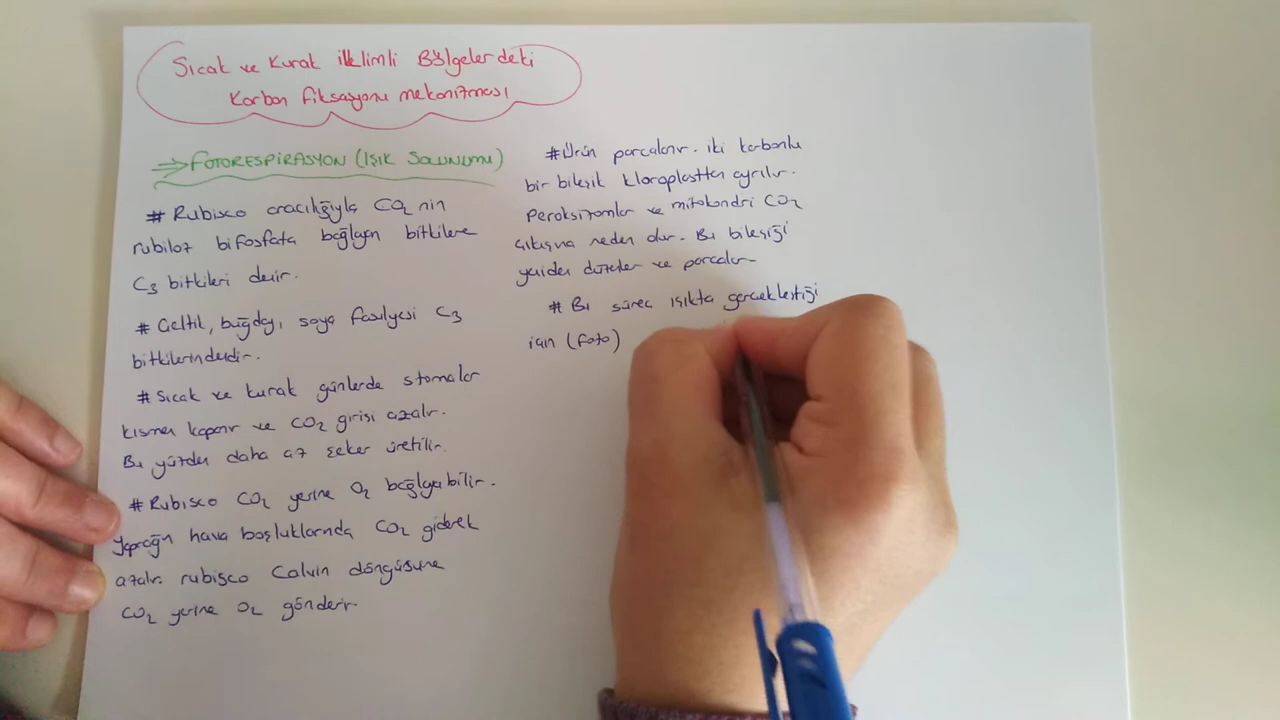 Sıcak ve Kurak iklimli Bölgelerdeki
Karbon fiksasyonu mekanizması
⇒ FOTORESPİRASYON (IŞIK SOLUNUMU)
# Rubisco aracılığıyla CO2 nin
rubiloz bifosfata bağlayan bitkilere
C3 bitkileri denir.
# Çeltik, buğday, soya fasulyesi C3
bitkilerindendir.
# Sıcak ve kurak günlerde stomalar
kısmen kapanır ve CO2 girişi azalır.
Bu yüzden daha az şeker üretilir.
# Rubisco CO2 yerine O2 bağlayabilir.
Yaprağın hava boşluklarında CO2 giderek
azalır. rubisco Calvin döngüsüne
CO2 yerine O2 gönderir.
# Ürün parçalanır. iki karbonlu
bir bileşik kloroplasttan ayrılır.
Peroksizomlar ve mitokondri CO2
çıkışına neden olur. Bu bileşiği
yeniden düzenler ve parçalar.
# Bu süreç ışıkta gerçekleştiği
için (foto)